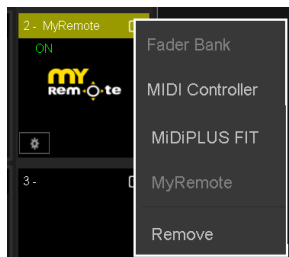 2 - MyRemote
ON
MY
Rem te
3 -
Fader Bank
MIDI Controller
MiDiPLUS FIT
MyRemote
Remove